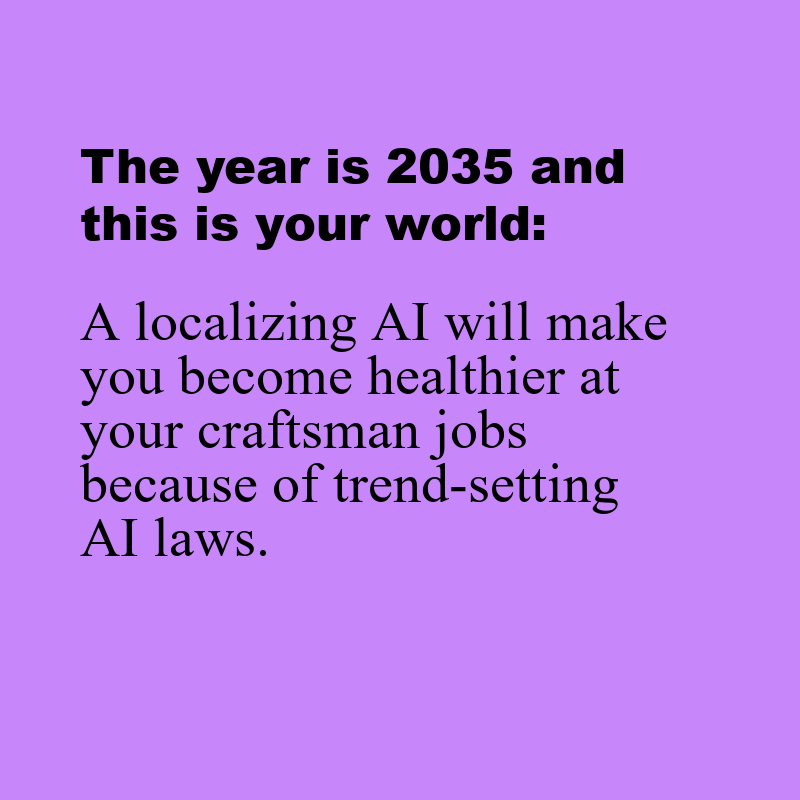 The year is 2035 and
this is your world:
A localizing AI will make
you become healthier at
your craftsman jobs
because of trend-setting
AI laws.